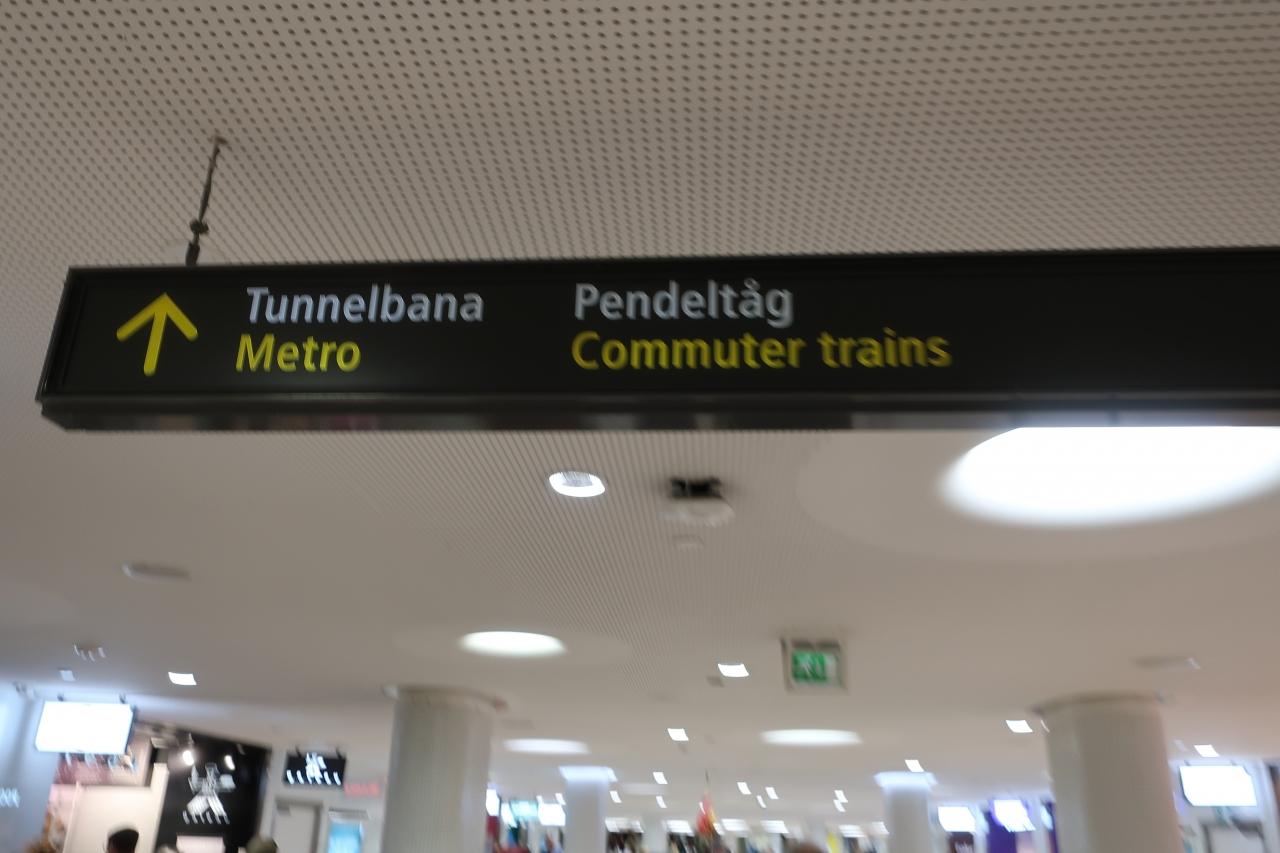 Tunnelbana
Metro
Pendeltåg
Commuter trains